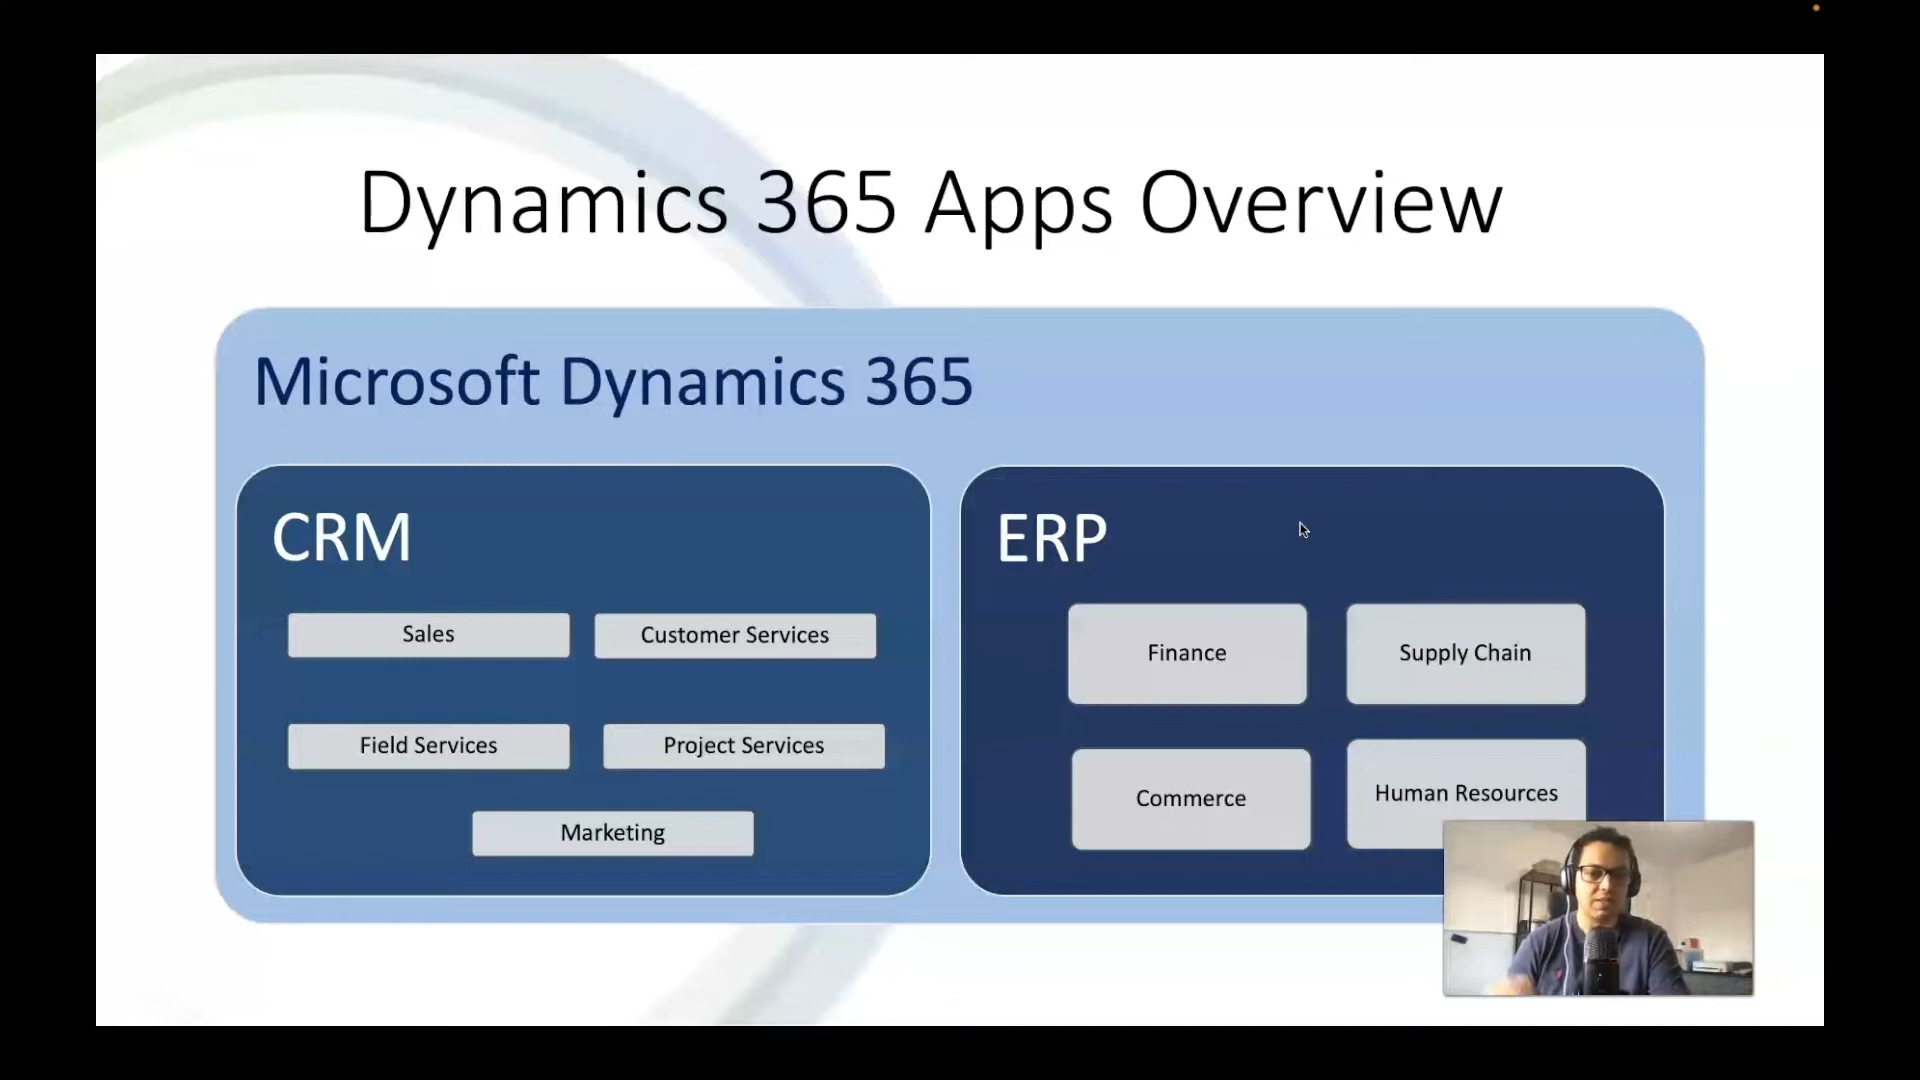 Dynamics 365 Apps Overview
Microsoft Dynamics 365
CRM
Sales
Customer Services
Field Services
Project Services
Marketing
ERP
Finance
Supply Chain
Commerce
Human Resources